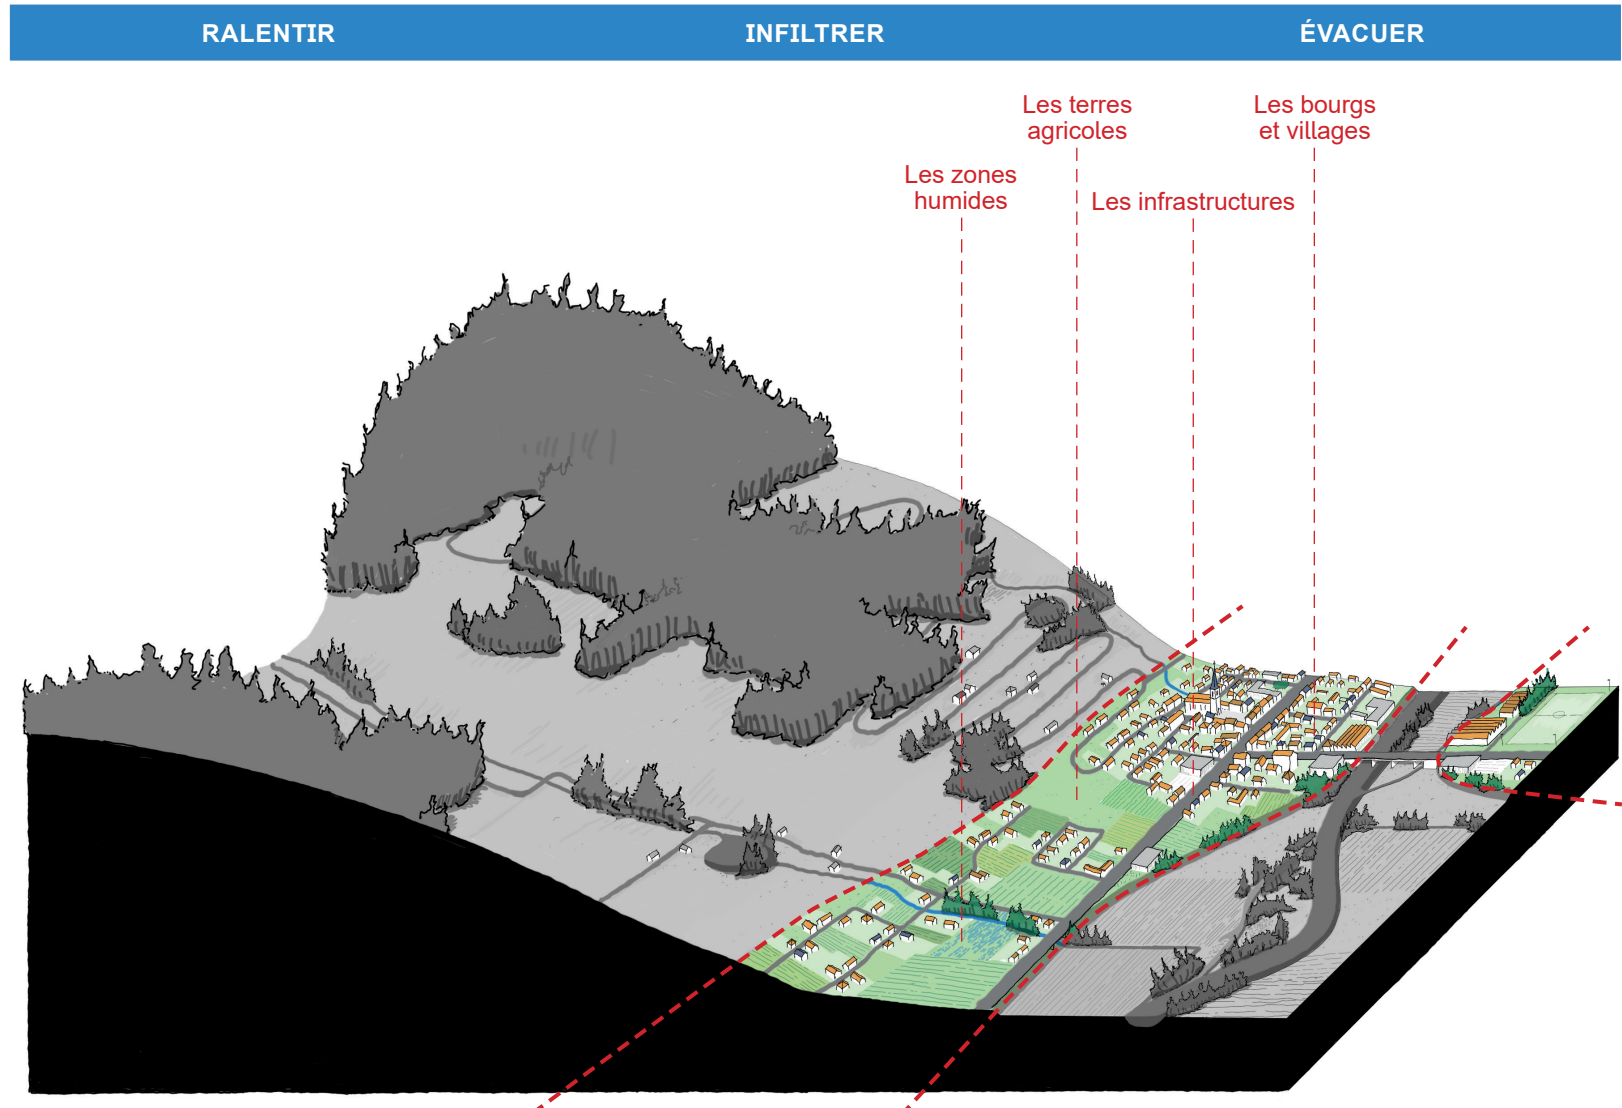 RALENTIR
INFILTRER
ÉVACUER
Les terres
agricoles
Les bourgs
et villages
Les zones
humides
Les infrastructures